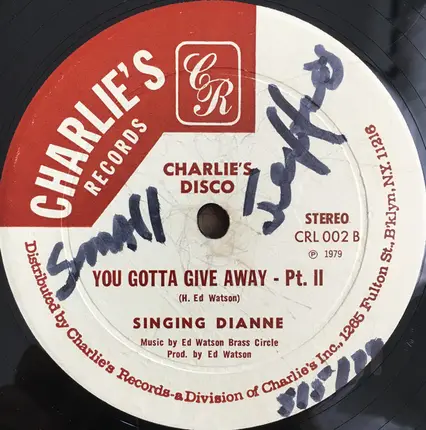 CHARLIE'S
RECORDS
CR
CHARLIE'S
DISCO
Small
STEREO
CRL 002 B
℗ 1979
YOU GOTTA GIVE AWAY - Pt. II
(H. Ed Watson)
SINGING DIANNE
Music by Ed Watson Brass Circle
Prod. by Ed Watson
Distributed by Charlie's Records-a Division of Charlie's Inc., 1265 Fulton St., B'klyn, NY. 11216